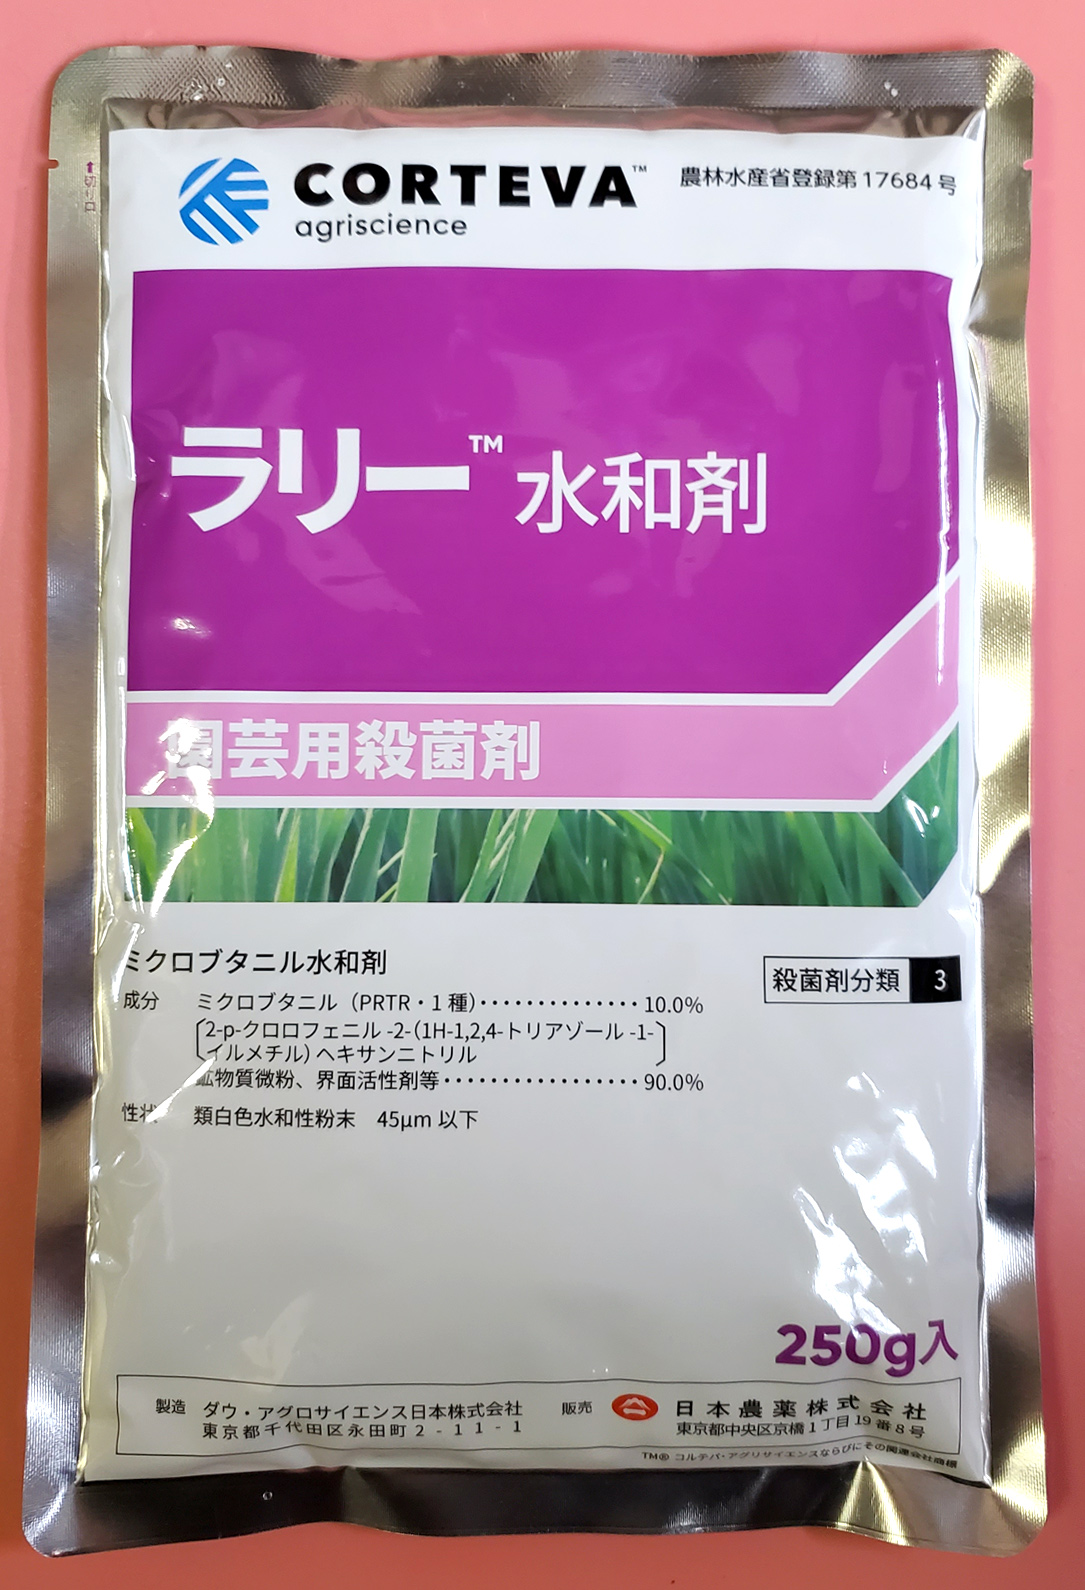 CORTEVA™
agriscience
農林水産省登録第17684号
切り口
ラリー™ 水和剤
園芸用殺菌剤
ミクロブタニル水和剤
殺菌剤分類 3
成分 ミクロブタニル（PRTR・1種）‥‥‥‥‥‥‥10.0%
2-p-クロロフェニル-2-（1H-1,2,4-トリアゾール-1-
イルメチル）ヘキサンニトリル
鉱物質微粉、界面活性剤等‥‥‥‥‥‥‥‥‥90.0%
性状 類白色水和性粉末 45μm以下
250g入
製造 ダウ・アグロサイエンス日本株式会社
東京都千代田区永田町2-11-1
販売 日本農薬株式会社
東京都中央区京橋1丁目19番8号
TM® コルテバ・アグリサイエンスならびにその関連会社商標